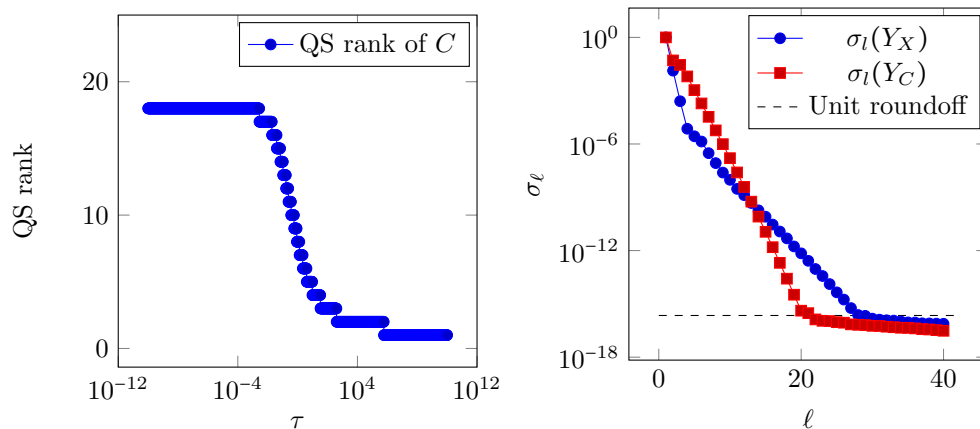 QS rank of C
20
10
0
QS rank
10^{-12}
10^{-4}
10^{4}
10^{12}
τ
σ_l(Y_X)
σ_l(Y_C)
Unit roundoff
10^{0}
10^{-6}
10^{-12}
10^{-18}
σ_ℓ
0
20
40
ℓ